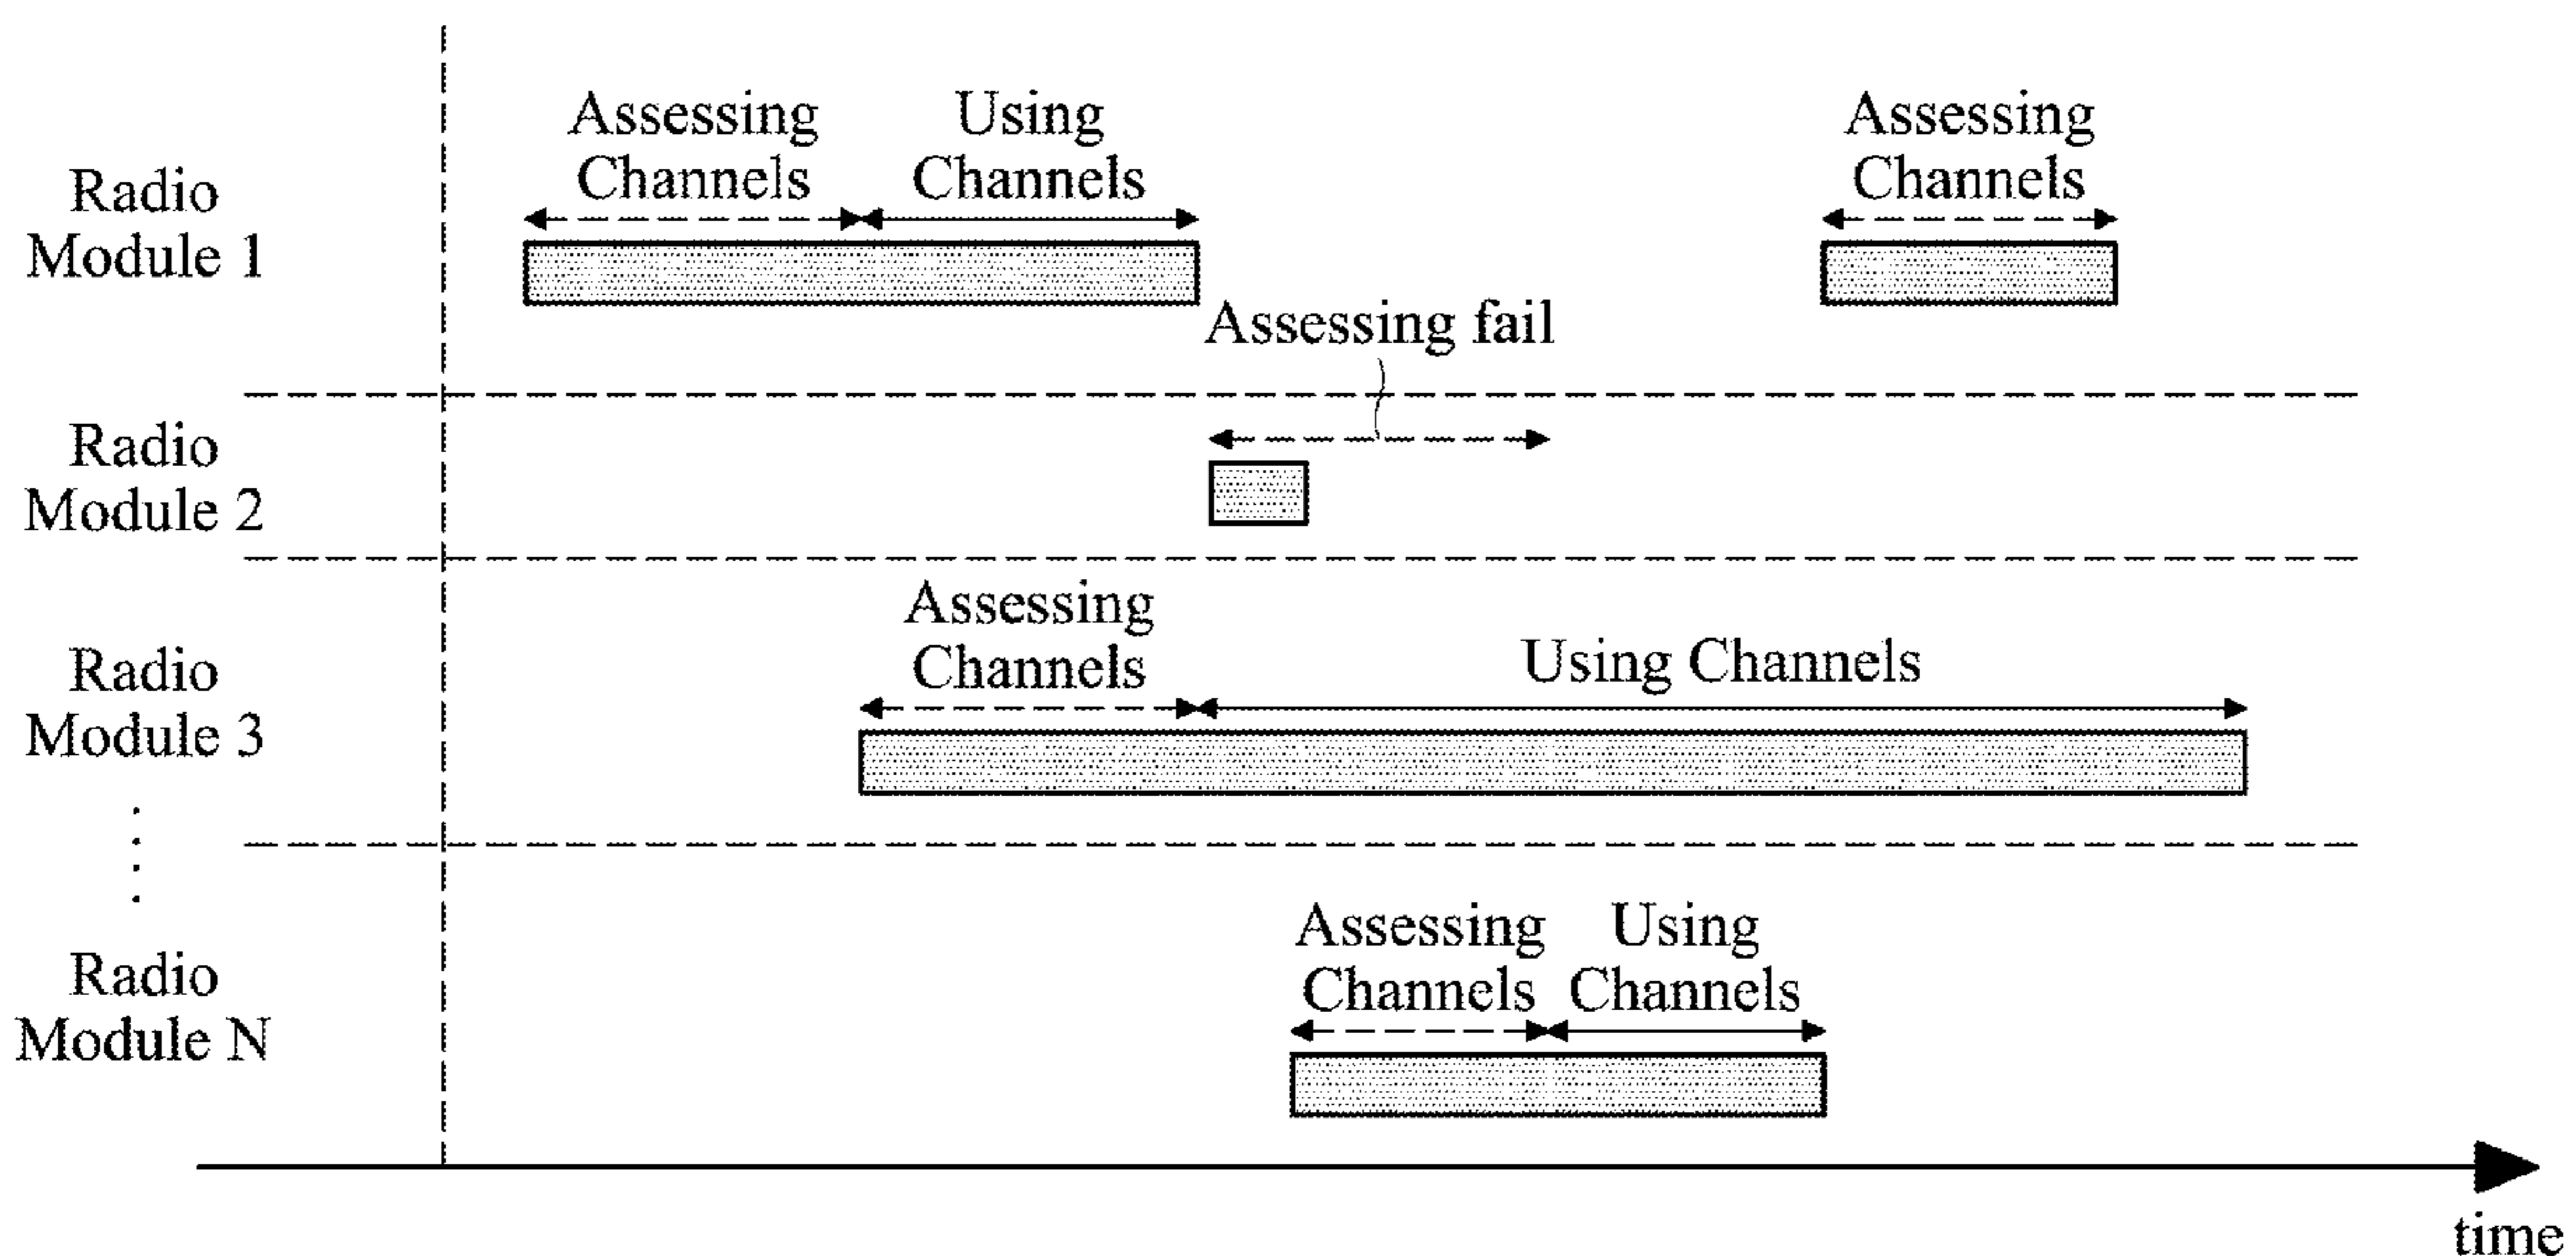 Radio
Module 1
Assessing
Channels
Using
Channels
Assessing
Channels
Assessing fail
Radio
Module 2
Radio
Module 3
Assessing
Channels
Using Channels
Radio
Module N
Assessing
Channels
Using
Channels
time